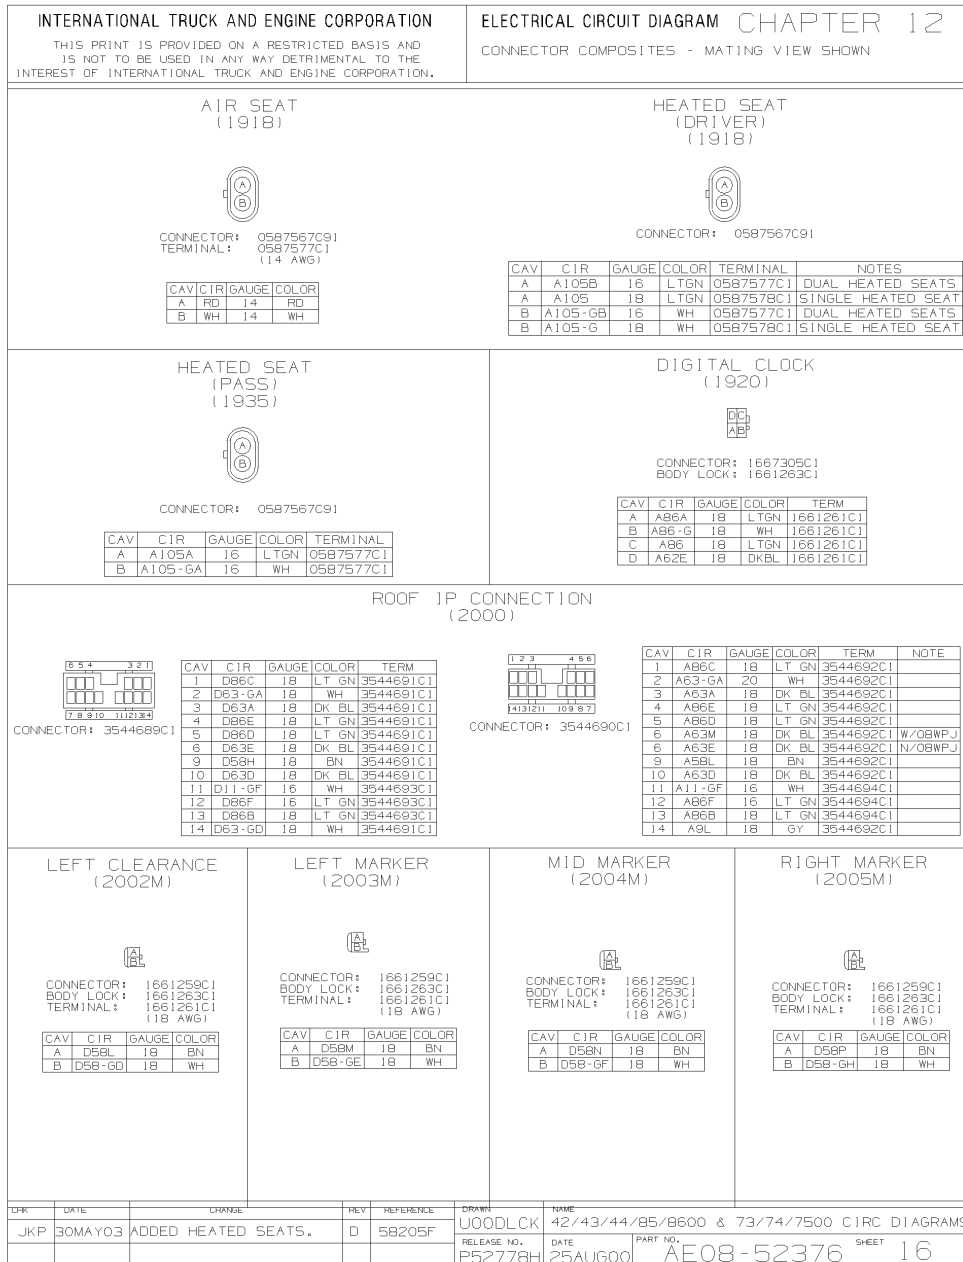 INTERNATIONAL TRUCK AND ENGINE CORPORATION
THIS PRINT IS PROVIDED ON A RESTRICTED BASIS AND
IS NOT TO BE USED IN ANY WAY DETRIMENTAL TO THE
INTEREST OF INTERNATIONAL TRUCK AND ENGINE CORPORATION.
ELECTRICAL CIRCUIT DIAGRAM CHAPTER 12
CONNECTOR COMPOSITES - MATING VIEW SHOWN
AIR SEAT
(1918)
A
B
CONNECTOR: 0587567C91
TERMINAL: 0587577C1
(14 AWG)
CAV CIR GAUGE COLOR
A RD 14 RD
B WH 14 WH
HEATED SEAT
(DRIVER)
(1918)
A
B
CONNECTOR: 0587567C91
CAV CIR GAUGE COLOR TERMINAL NOTES
A A105B 16 LTGN 0587577C1 DUAL HEATED SEATS
A A105 18 LTGN 0587578C1 SINGLE HEATED SEAT
B A105-GB 16 WH 0587577C1 DUAL HEATED SEATS
B A105-G 18 WH 0587578C1 SINGLE HEATED SEAT
HEATED SEAT
(PASS)
(1935)
A
B
CONNECTOR: 0587567C91
CAV CIR GAUGE COLOR TERMINAL
A A105A 16 LTGN 0587577C1
B A105-GA 16 WH 0587577C1
DIGITAL CLOCK
(1920)
D C
A B
CONNECTOR: 1667305C1
BODY LOCK: 1661263C1
CAV CIR GAUGE COLOR TERM
A A86A 18 LTGN 1661261C1
B A86-G 18 WH 1661261C1
C A86 18 LTGN 1661261C1
D A62E 18 DKBL 1661261C1
ROOF IP CONNECTION
(2000)
6 5 4 3 2 1
7 8 9 10 11 12 13 14
CONNECTOR: 3544689C1
CAV CIR GAUGE COLOR TERM
1 D86C 18 LT GN 3544691C1
2 D63-GA 18 WH 3544691C1
3 D63A 18 DK BL 3544691C1
4 D86E 18 LT GN 3544691C1
5 D86D 18 LT GN 3544691C1
6 D63E 18 DK BL 3544691C1
9 D58H 18 BN 3544691C1
10 D63D 18 DK BL 3544691C1
11 D11-GF 16 WH 3544693C1
12 D86F 16 LT GN 3544693C1
13 D86B 18 LT GN 3544691C1
14 D63-GD 18 WH 3544691C1
1 2 3 4 5 6
14 13 12 11 10 9 8 7
CONNECTOR: 3544690C1
CAV CIR GAUGE COLOR TERM NOTE
1 A86C 18 LT GN 3544692C1
2 A63-GA 20 WH 3544692C1
3 A63A 18 DK BL 3544692C1
4 A86E 18 LT GN 3544692C1
5 A86D 18 LT GN 3544692C1
6 A63M 18 DK BL 3544692C1 W/08WPJ
6 A63E 18 DK BL 3544692C1 N/08WPJ
9 A58L 18 BN 3544692C1
10 A63D 18 DK BL 3544692C1
11 A11-GF 16 WH 3544694C1
12 A86F 16 LT GN 3544694C1
13 A86B 18 LT GN 3544694C1
14 A9L 18 GY 3544692C1
LEFT CLEARANCE
(2002M)
A
B
CONNECTOR: 1661259C1
BODY LOCK: 1661263C1
TERMINAL: 1661261C1
(18 AWG)
CAV CIR GAUGE COLOR
A D58L 18 BN
B D58-GD 18 WH
LEFT MARKER
(2003M)
A
B
CONNECTOR: 1661259C1
BODY LOCK: 1661263C1
TERMINAL: 1661261C1
(18 AWG)
CAV CIR GAUGE COLOR
A D58M 18 BN
B D58-GE 18 WH
MID MARKER
(2004M)
A
B
CONNECTOR: 1661259C1
BODY LOCK: 1661263C1
TERMINAL: 1661261C1
(18 AWG)
CAV CIR GAUGE COLOR
A D58N 18 BN
B D58-GF 18 WH
RIGHT MARKER
(2005M)
A
B
CONNECTOR: 1661259C1
BODY LOCK: 1661263C1
TERMINAL: 1661261C1
(18 AWG)
CAV CIR GAUGE COLOR
A D58P 18 BN
B D58-GH 18 WH
CHK DATE CHANGE REV REFERENCE
JKP 30MAY03 ADDED HEATED SEATS. D 58205F
DRAWN UOODLCK
NAME 42/43/44/85/8600 & 73/74/7500 CIRC DIAGRAMS
RELEASE NO. P52778H
DATE 25AUG00
PART NO. AE08-52376
SHEET 16